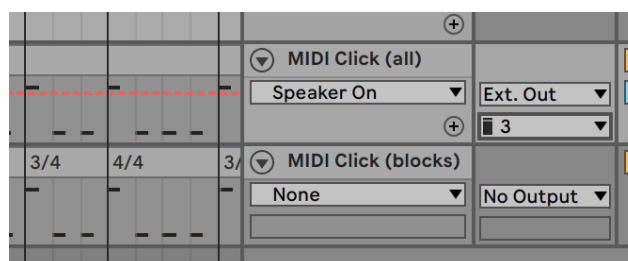 MIDI Click (all)
Speaker On
Ext. Out
3
3/4
4/4
3/
MIDI Click (blocks)
None
No Output